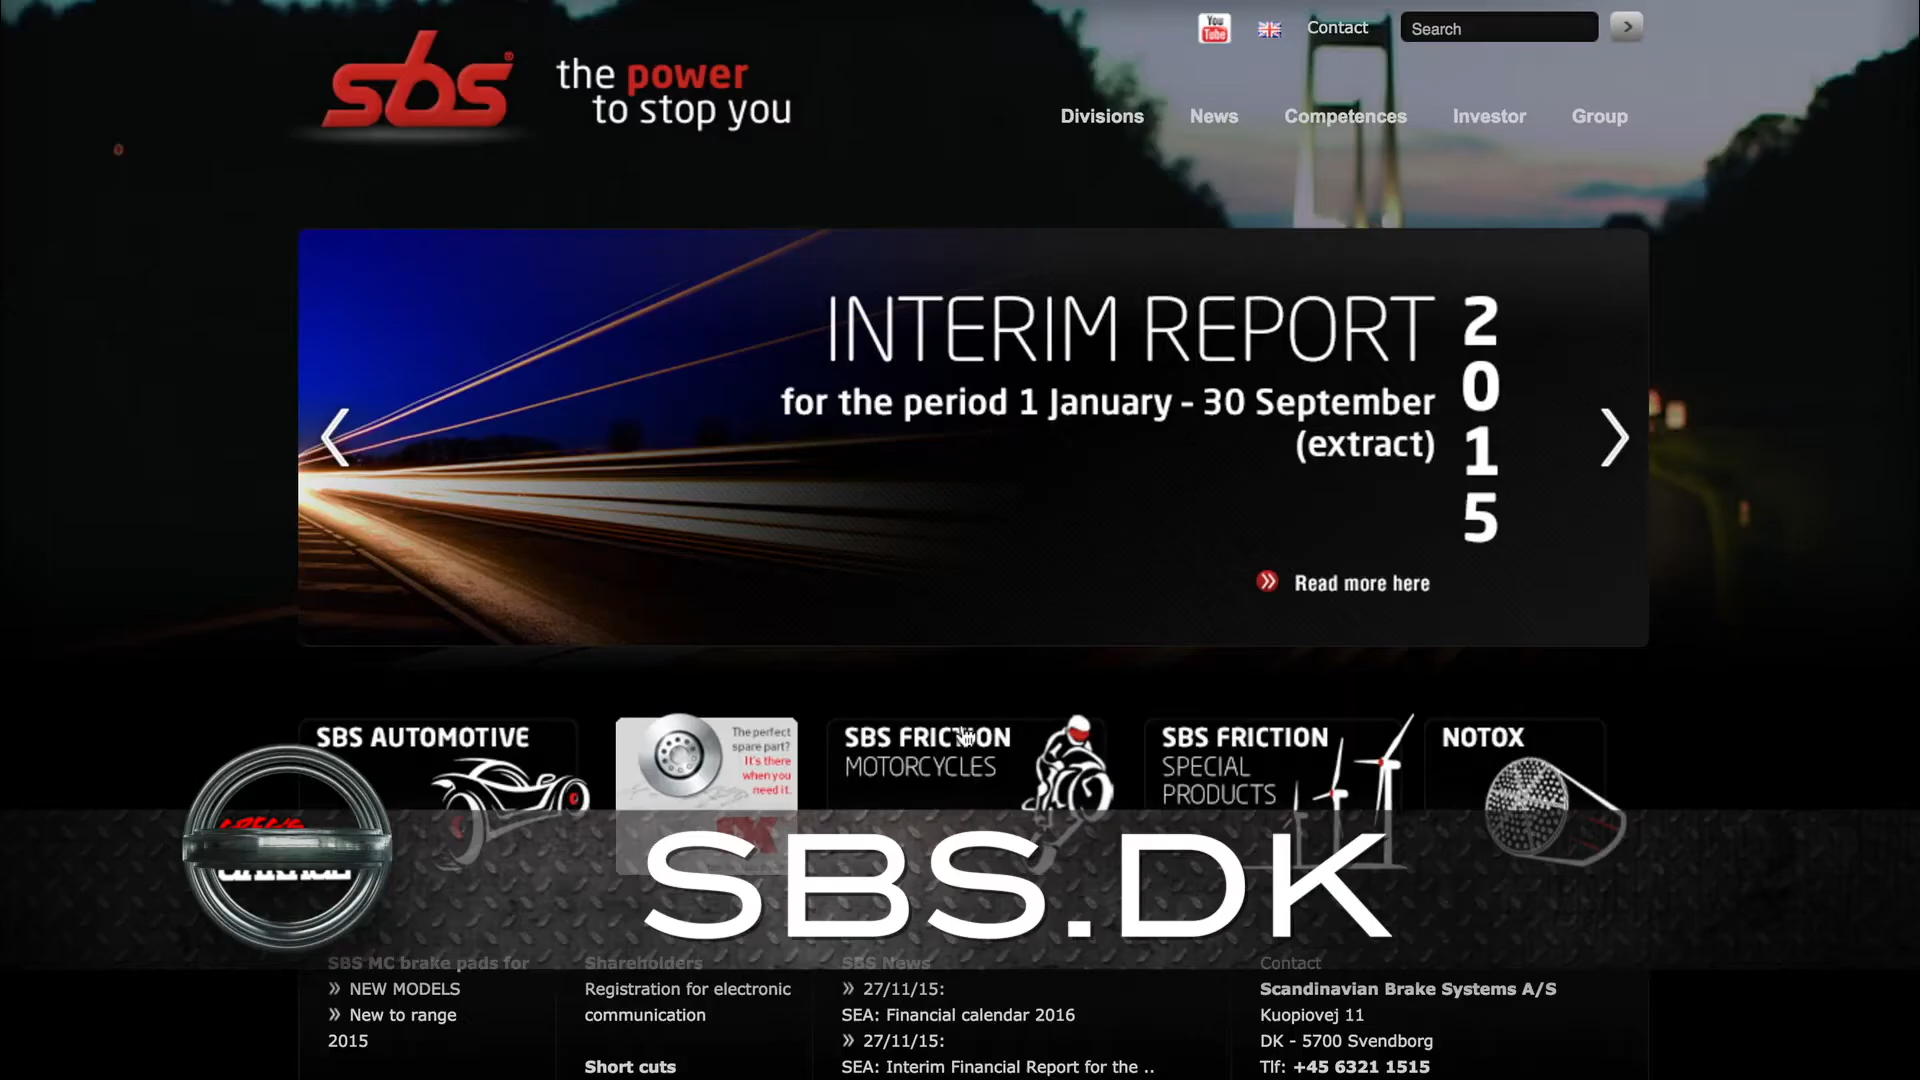 You
Tube
Contact
Search
sbs®
the power
to stop you
Divisions
News
Competences
Investor
Group
INTERIM REPORT
2015
for the period 1 January - 30 September
(extract)
Read more here
SBS AUTOMOTIVE
The perfect
spare part?
It's there
when you
need it.
SBS FRICTION
MOTORCYCLES
SBS FRICTION
SPECIAL
PRODUCTS
NOTOX
SBS.DK
SBS MC brake pads for
» NEW MODELS
» New to range
2015
Shareholders
Registration for electronic
communication
Short cuts
SBS News
» 27/11/15:
SEA: Financial calendar 2016
» 27/11/15:
SEA: Interim Financial Report for the ..
Contact
Scandinavian Brake Systems A/S
Kuopiovej 11
DK - 5700 Svendborg
Tlf: +45 6321 1515